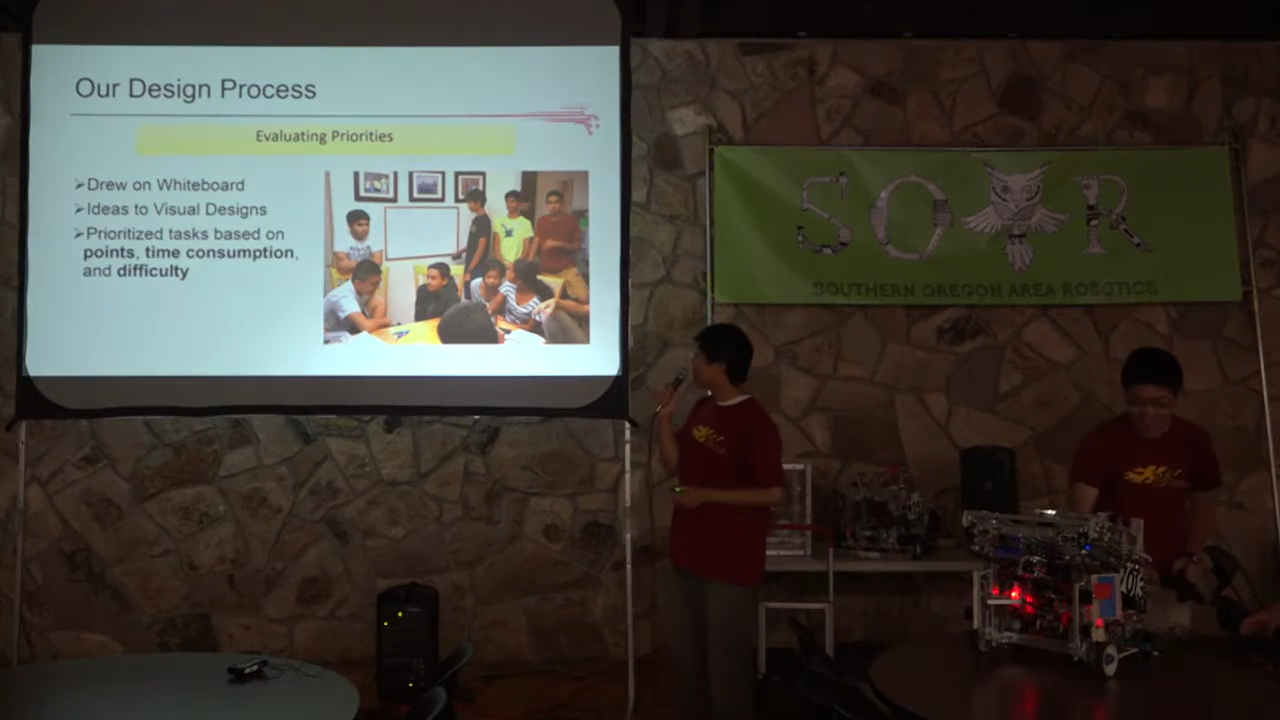 Our Design Process
Evaluating Priorities
➢Drew on Whiteboard
➢Ideas to Visual Designs
➢Prioritized tasks based on
points, time consumption,
and difficulty
SOAR
SOUTHERN OREGON AREA ROBOTICS